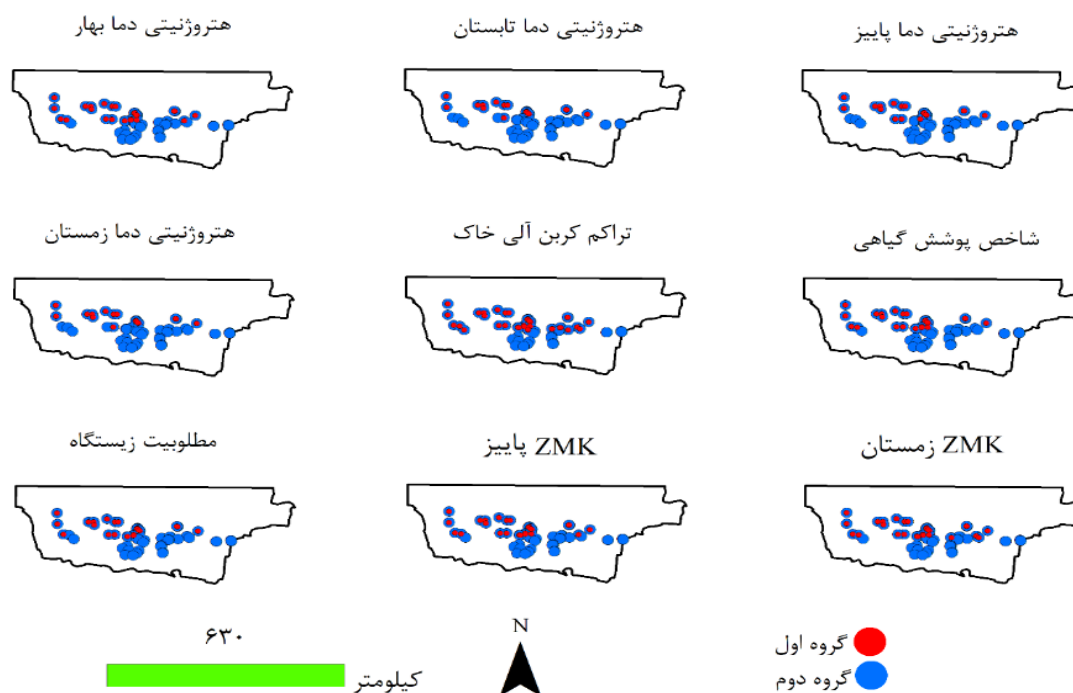 هتروژنیتی دما پاییز
هتروژنیتی دما تابستان
هتروژنیتی دما بهار
شاخص پوشش گیاهی
تراکم کربن آلی خاک
هتروژنیتی دما زمستان
ZMK زمستان
ZMK پاییز
مطلوبیت زیستگاه
۶۳۰
کیلومتر
N
گروه اول
گروه دوم